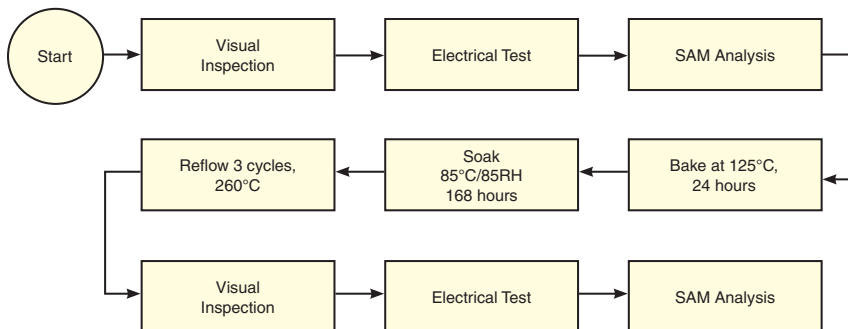 Start
Visual
Inspection
Electrical Test
SAM Analysis
Reflow 3 cycles,
260°C
Soak
85°C/85RH
168 hours
Bake at 125°C,
24 hours
Visual
Inspection
Electrical Test
SAM Analysis